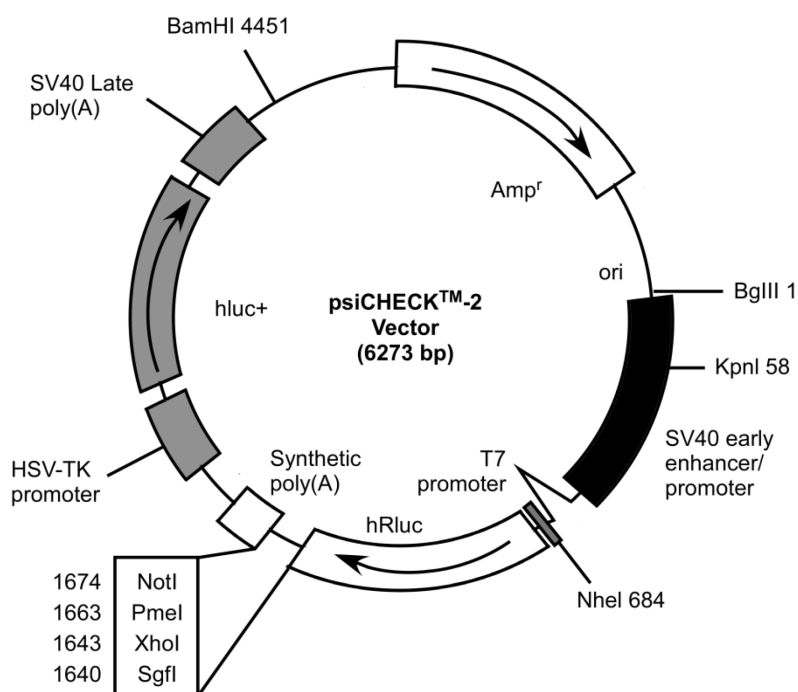 BamHI 4451
SV40 Late
poly(A)
Ampʳ
ori
BglII 1
hluc+
psiCHECK™-2
Vector
(6273 bp)
KpnI 58
HSV-TK
promoter
Synthetic
poly(A)
T7
promoter
SV40 early
enhancer/
promoter
hRluc
NheI 684
1674 NotI
1663 PmeI
1643 XhoI
1640 SgfI